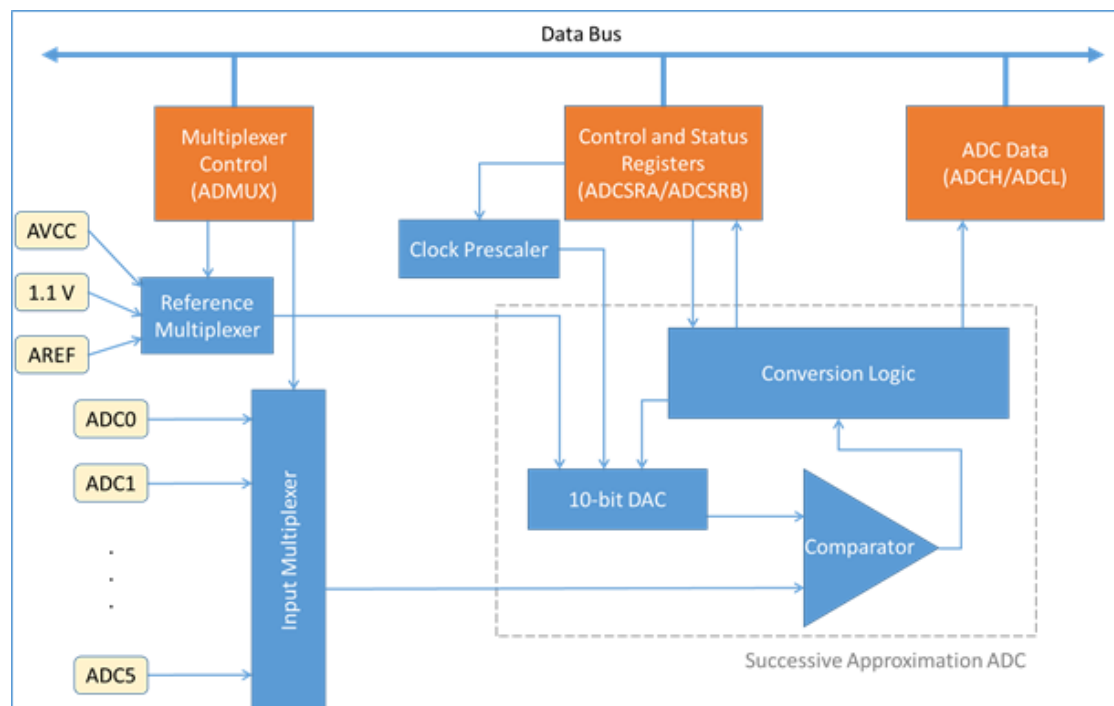 Data Bus
Multiplexer
Control
(ADMUX)
Control and Status
Registers
(ADCSRA/ADCSRB)
ADC Data
(ADCH/ADCL)
AVCC
1.1 V
AREF
Reference
Multiplexer
Clock Prescaler
Conversion Logic
ADC0
ADC1
.
.
.
ADC5
Input Multiplexer
10-bit DAC
Comparator
Successive Approximation ADC